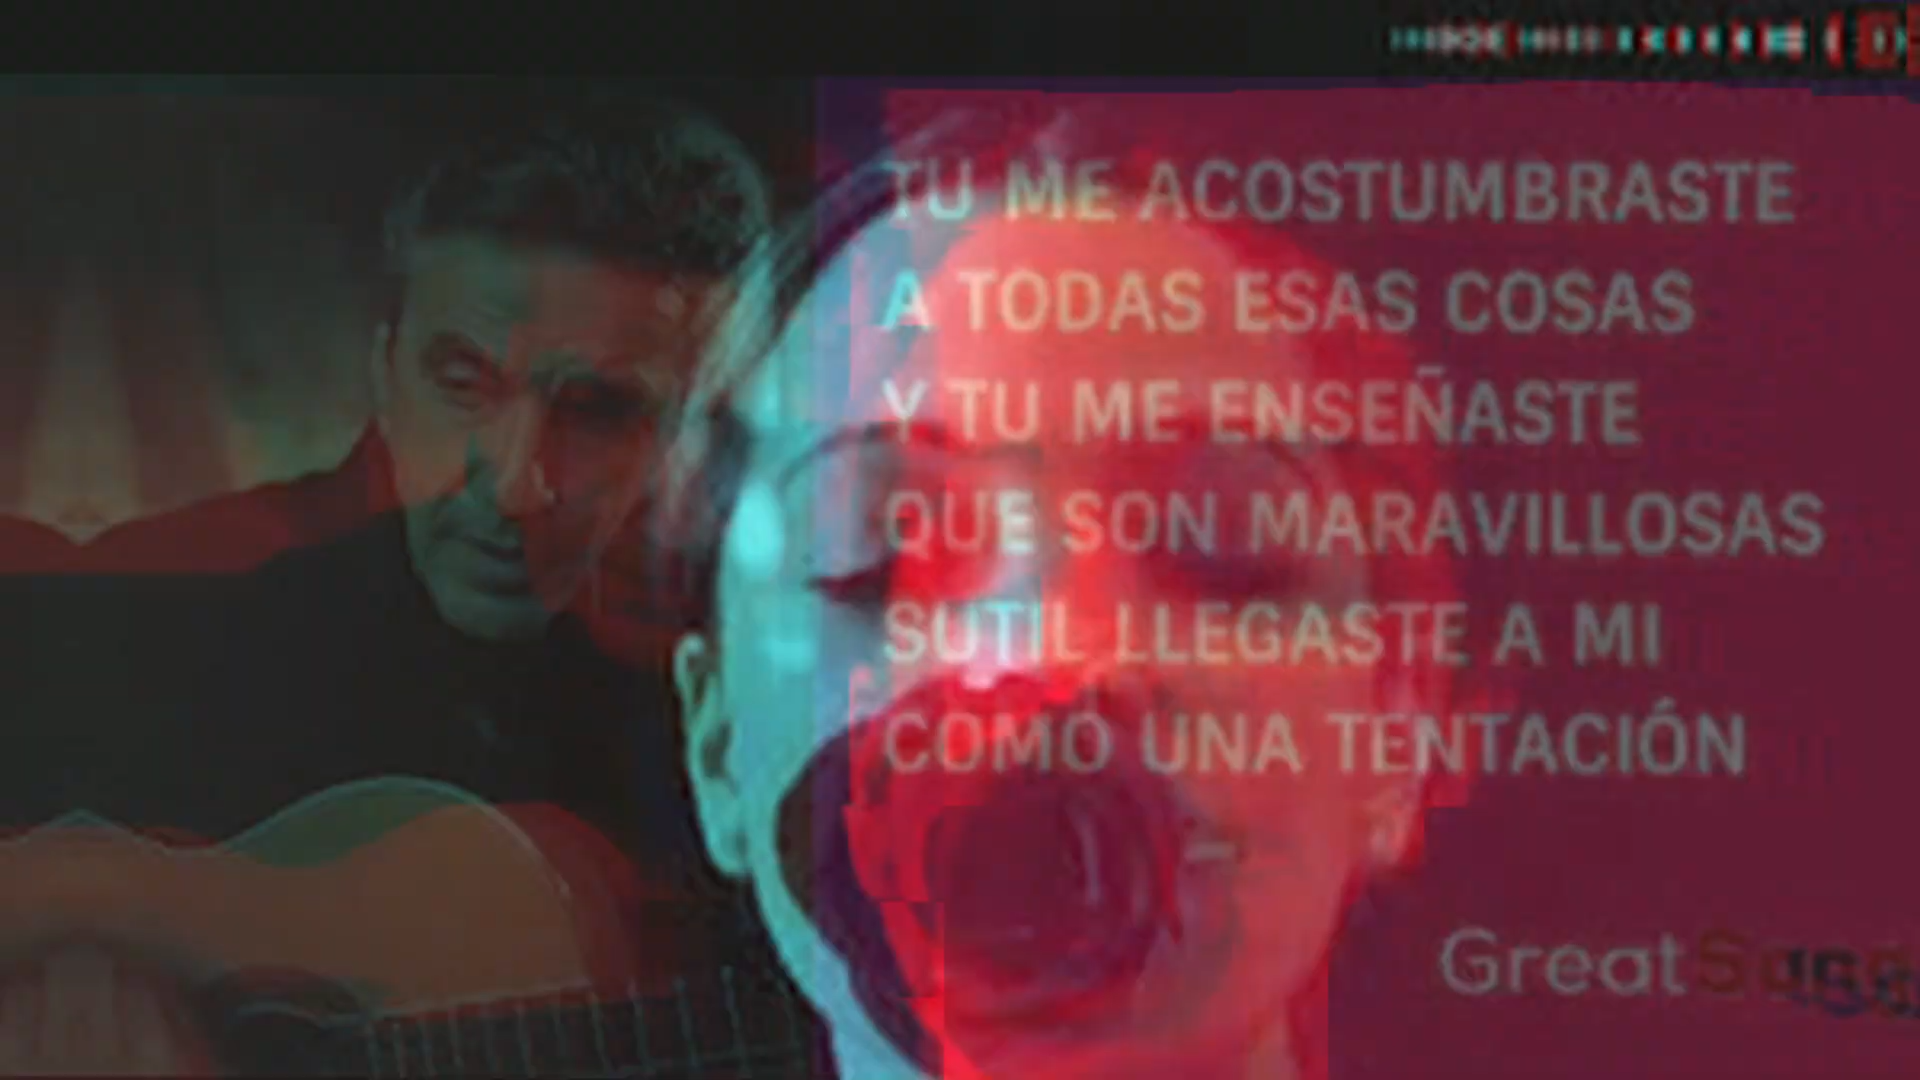 TU ME ACOSTUMBRASTE
A TODAS ESAS COSAS
Y TU ME ENSEÑASTE
QUE SON MARAVILLOSAS
SUTIL LLEGASTE A MI
COMO UNA TENTACIÓN
Great